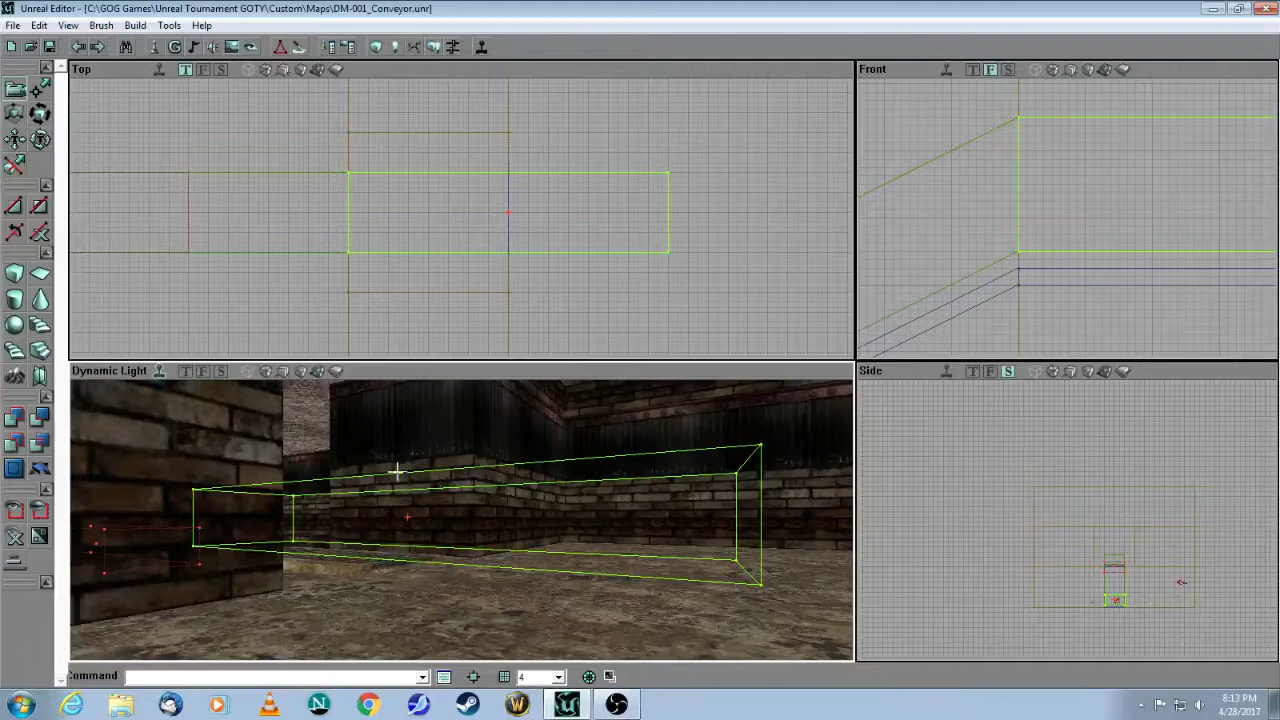 Unreal Editor - [C:\GOG Games\Unreal Tournament GOTY\Custom\Maps\DM-001_Conveyor.unr]
File Edit View Brush Build Tools Help
Top T F S
Front T F S
Dynamic Light T F S
Side T F S
Command 4
8:13 PM
4/28/2017